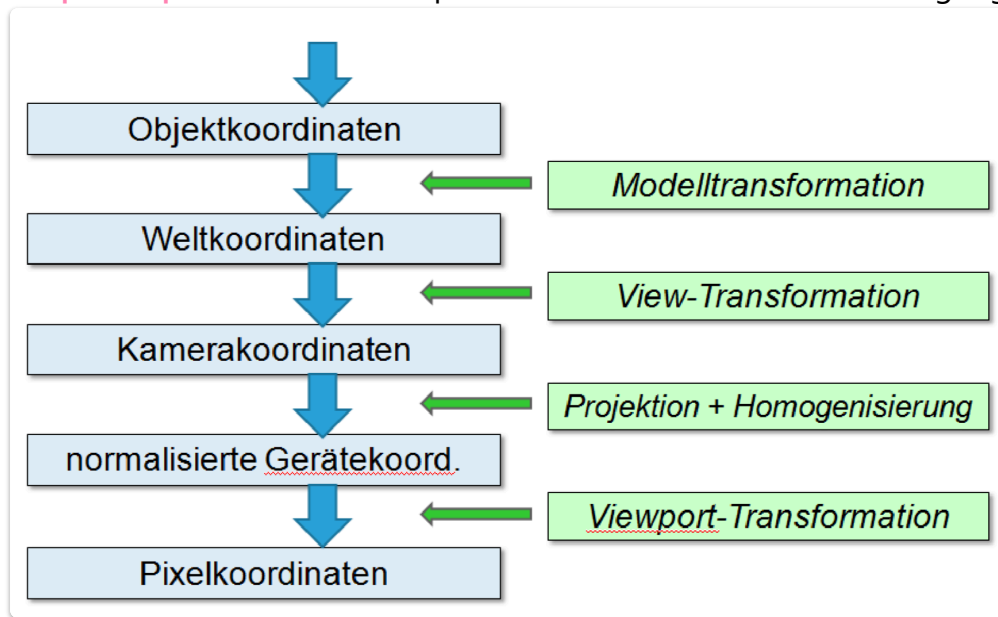 Objektkoordinaten
Modelltransformation
Weltkoordinaten
View-Transformation
Kamerakoordinaten
Projektion + Homogenisierung
normalisierte Gerätekoord.
Viewport-Transformation
Pixelkoordinaten